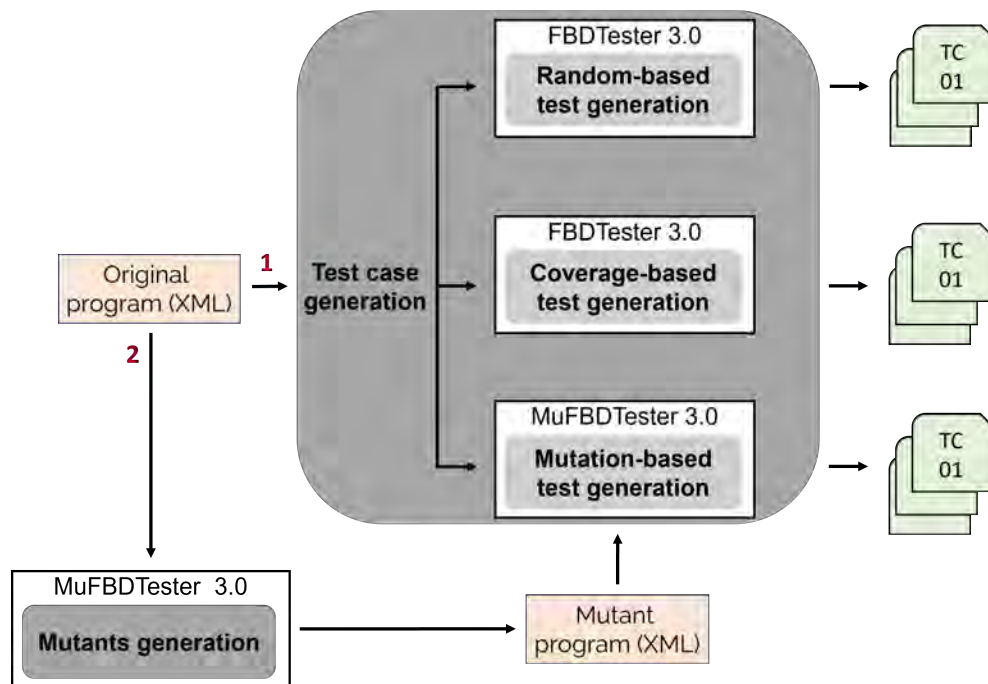 FBDTester 3.0
Random-based
test generation
TC
01
FBDTester 3.0
Coverage-based
test generation
TC
01
Original
program (XML)
1
Test case
generation
2
MuFBDTester 3.0
Mutation-based
test generation
TC
01
MuFBDTester 3.0
Mutants generation
Mutant
program (XML)